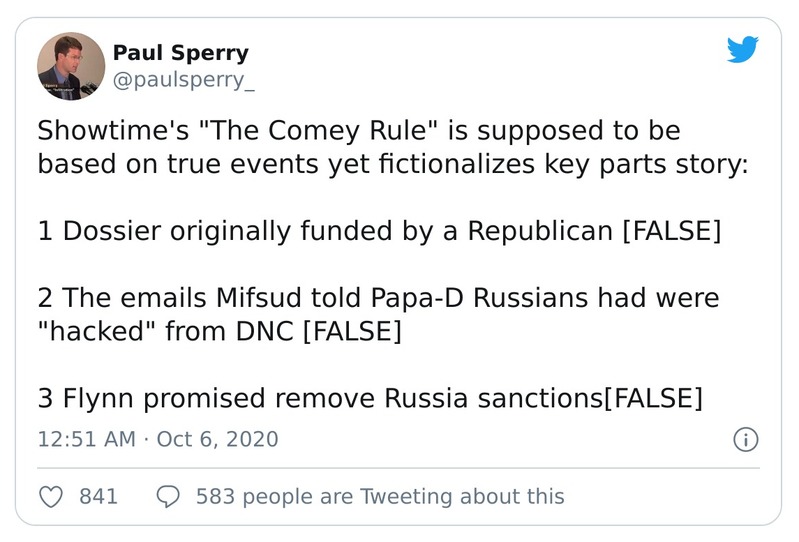 Paul Sperry
@paulsperry_
Showtime's "The Comey Rule" is supposed to be
based on true events yet fictionalizes key parts story:
1 Dossier originally funded by a Republican [FALSE]
2 The emails Mifsud told Papa-D Russians had were
"hacked" from DNC [FALSE]
3 Flynn promised remove Russia sanctions[FALSE]
12:51 AM · Oct 6, 2020
841 583 people are Tweeting about this